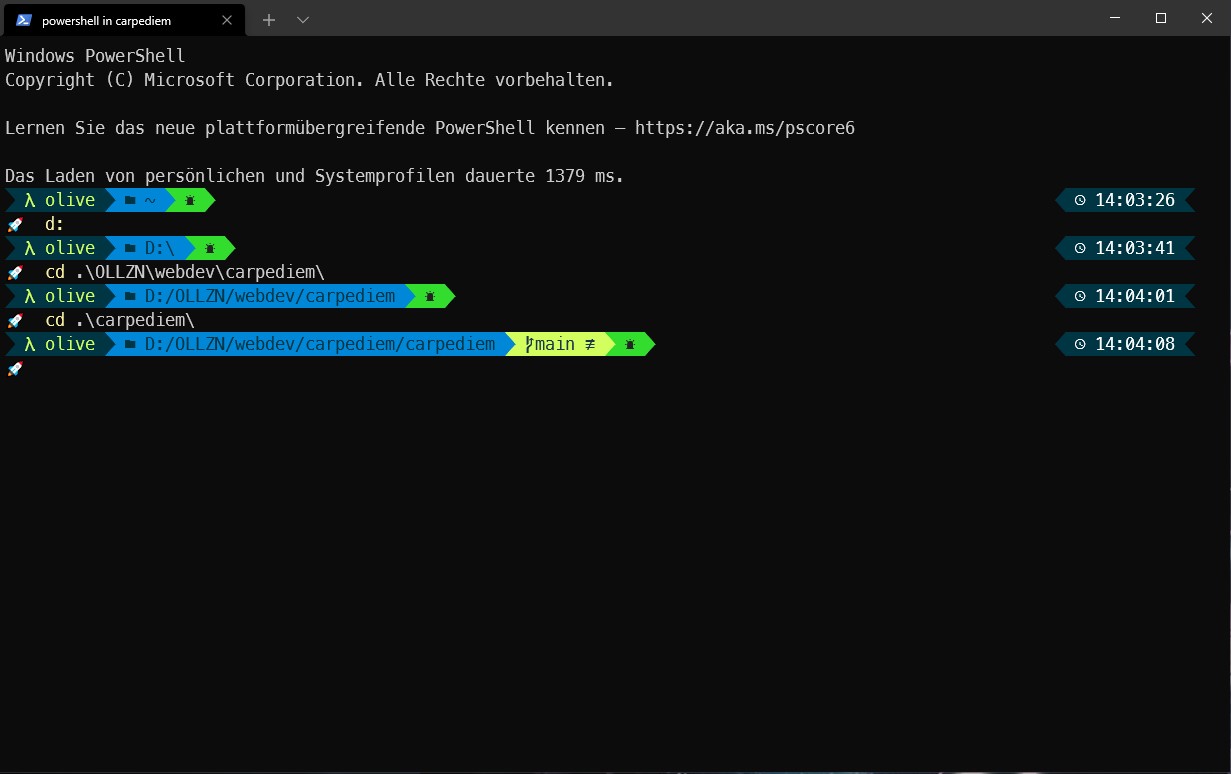 powershell in carpediem
Windows PowerShell
Copyright (C) Microsoft Corporation. Alle Rechte vorbehalten.
Lernen Sie das neue plattformübergreifende PowerShell kennen – https://aka.ms/pscore6
Das Laden von persönlichen und Systemprofilen dauerte 1379 ms.
λ olive ~ 14:03:26
🚀 d:
λ olive D:\ 14:03:41
🚀 cd .\OLLZN\webdev\carpediem\
λ olive D:/OLLZN/webdev/carpediem 14:04:01
🚀 cd .\carpediem\
λ olive D:/OLLZN/webdev/carpediem/carpediem main ≢ 14:04:08
🚀